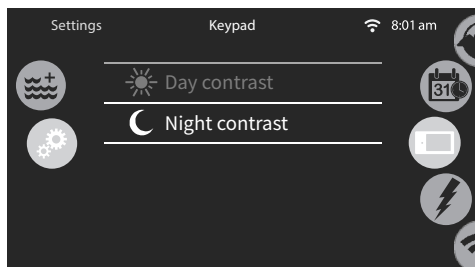 Settings
Keypad
8:01 am
Day contrast
31
Night contrast